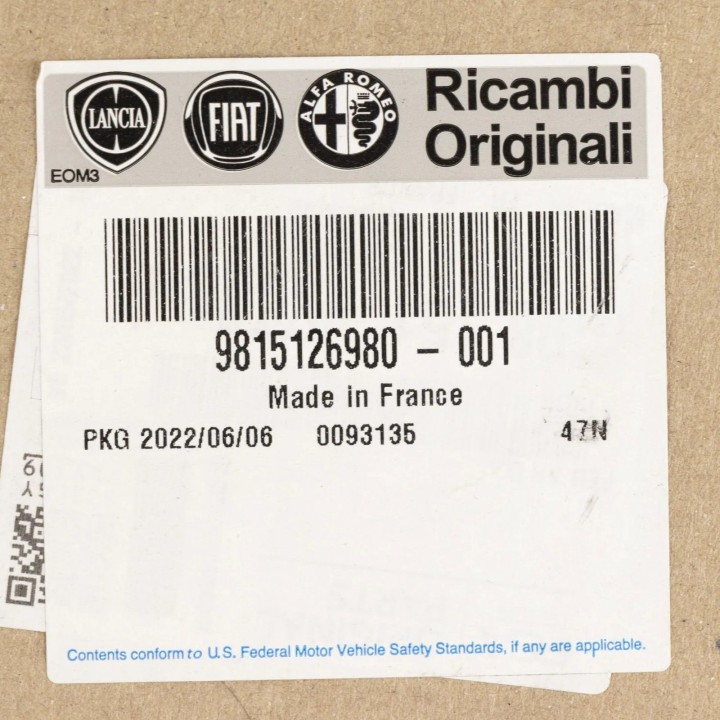 LANCIA
FIAT
ALFA ROMEO
Ricambi
Originali
EOM3
9815126980 - 001
Made in France
PKG 2022/06/06 0093135 47N
Contents conform to U.S. Federal Motor Vehicle Safety Standards, if any are applicable.